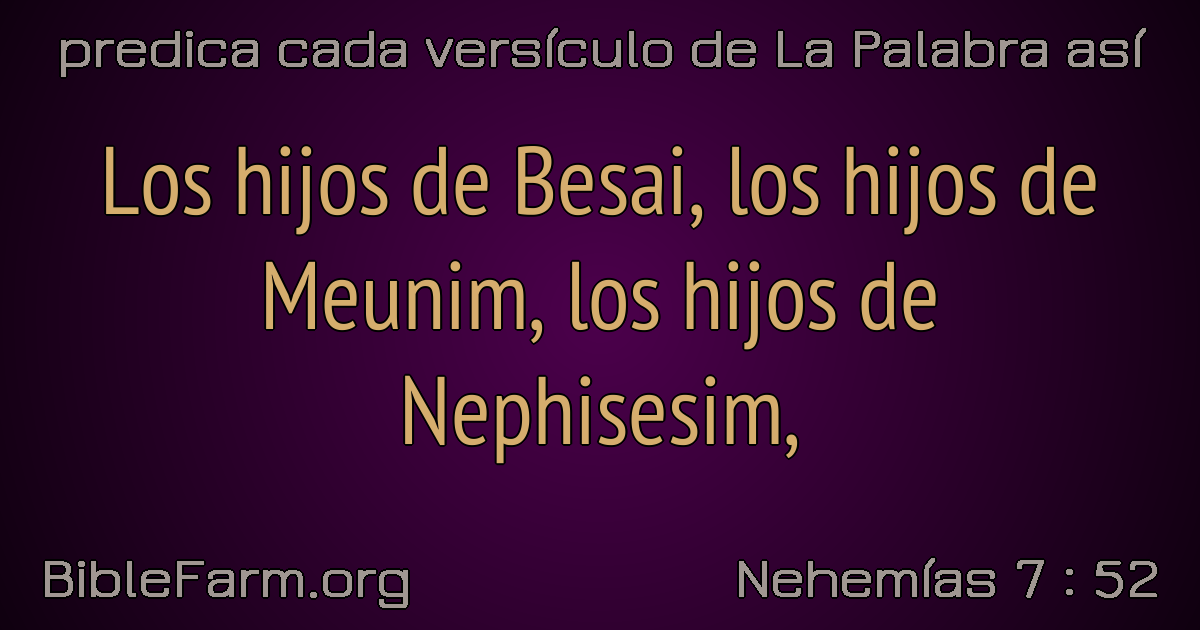 predica cada versículo de La Palabra así
Los hijos de Besai, los hijos de
Meunim, los hijos de
Nephisesim,
BibleFarm.org
Nehemías 7 : 52